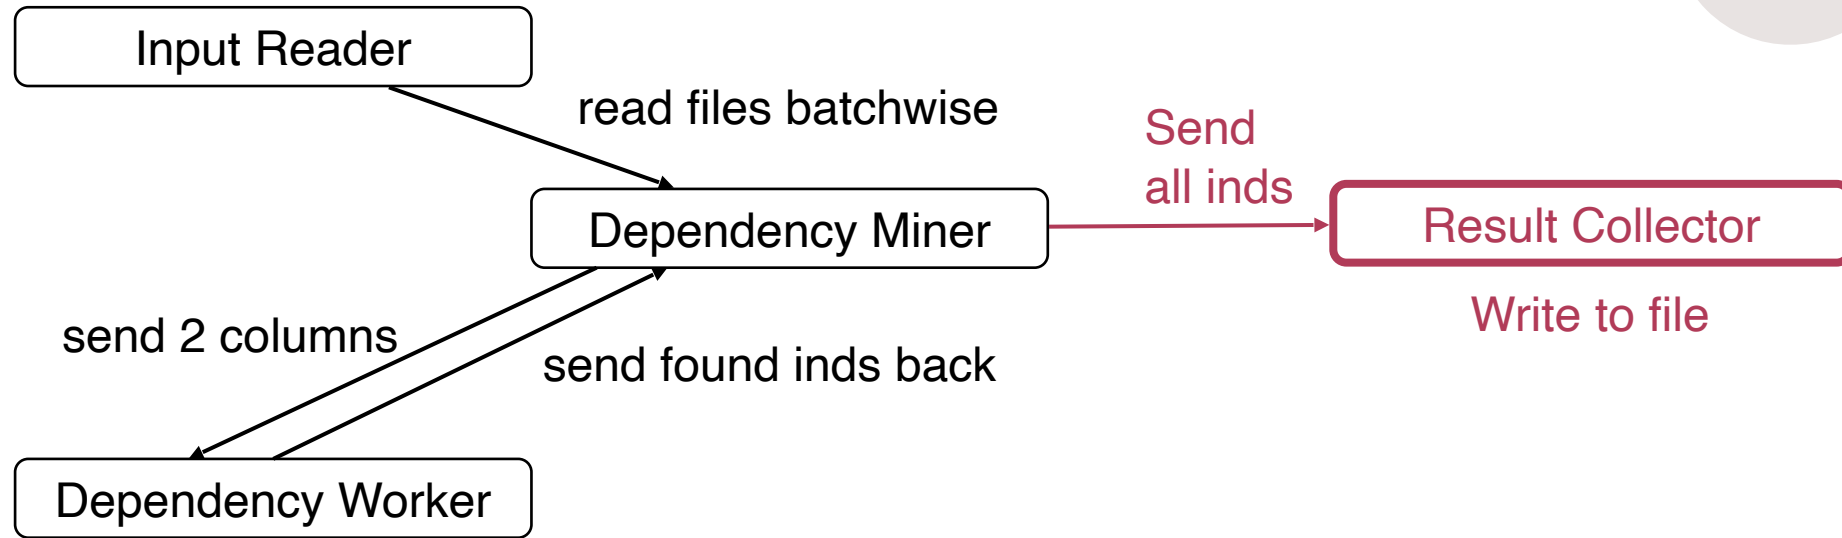 Input Reader
read files batchwise
Send
all inds
Dependency Miner
Result Collector
Write to file
send 2 columns
send found inds back
Dependency Worker